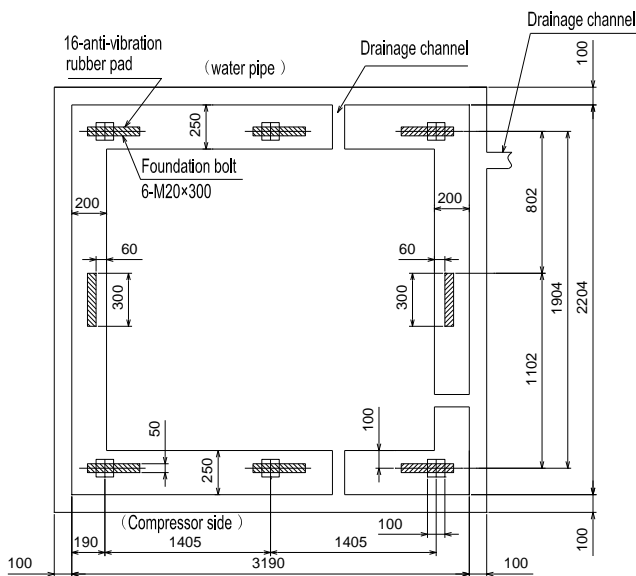 Drainage channel
16-anti-vibration
rubber pad
（water pipe）
Drainage channel
100
250
Foundation bolt
6-M20×300
200
200
802
60
60
300
300
1904
2204
1102
50
100
250
（Compressor side）
100
100
190
1405
1405
100
3190
100